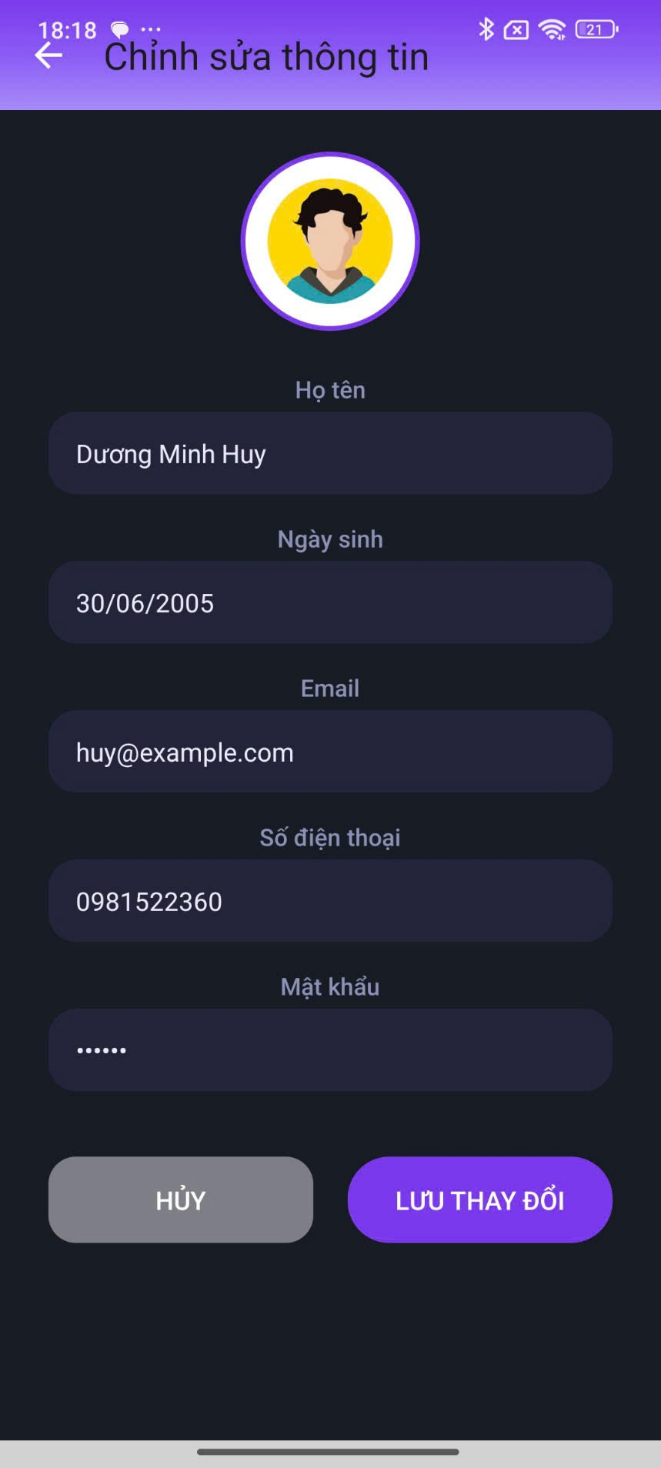 18:18 ... 21
Chỉnh sửa thông tin
Họ tên
Dương Minh Huy
Ngày sinh
30/06/2005
Email
huy@example.com
Số điện thoại
0981522360
Mật khẩu
••••••
HỦY LƯU THAY ĐỔI